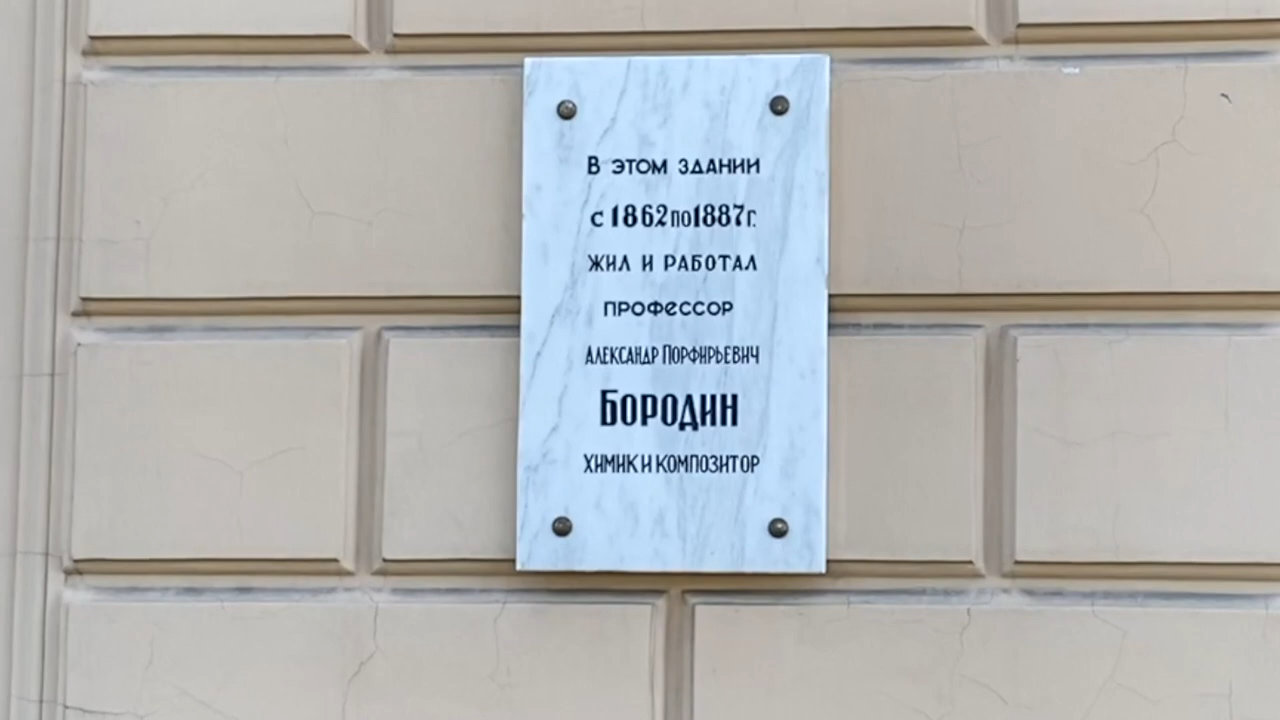 В ЭТОМ ЗДАНИИ
С 1862 ПО 1887 Г.
ЖИЛ И РАБОТАЛ
ПРОФЕССОР
АЛЕКСАНДР ПОРФИРЬЕВИЧ
БОРОДИН
ХИМИК И КОМПОЗИТОР